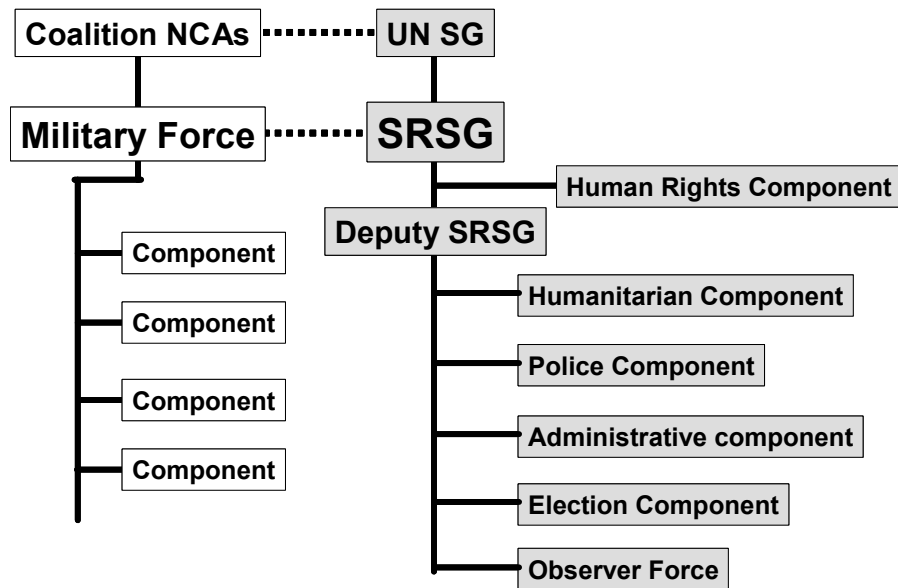 Coalition NCAs
UN SG
Military Force
SRSG
Human Rights Component
Deputy SRSG
Component
Humanitarian Component
Component
Police Component
Component
Administrative component
Component
Election Component
Observer Force